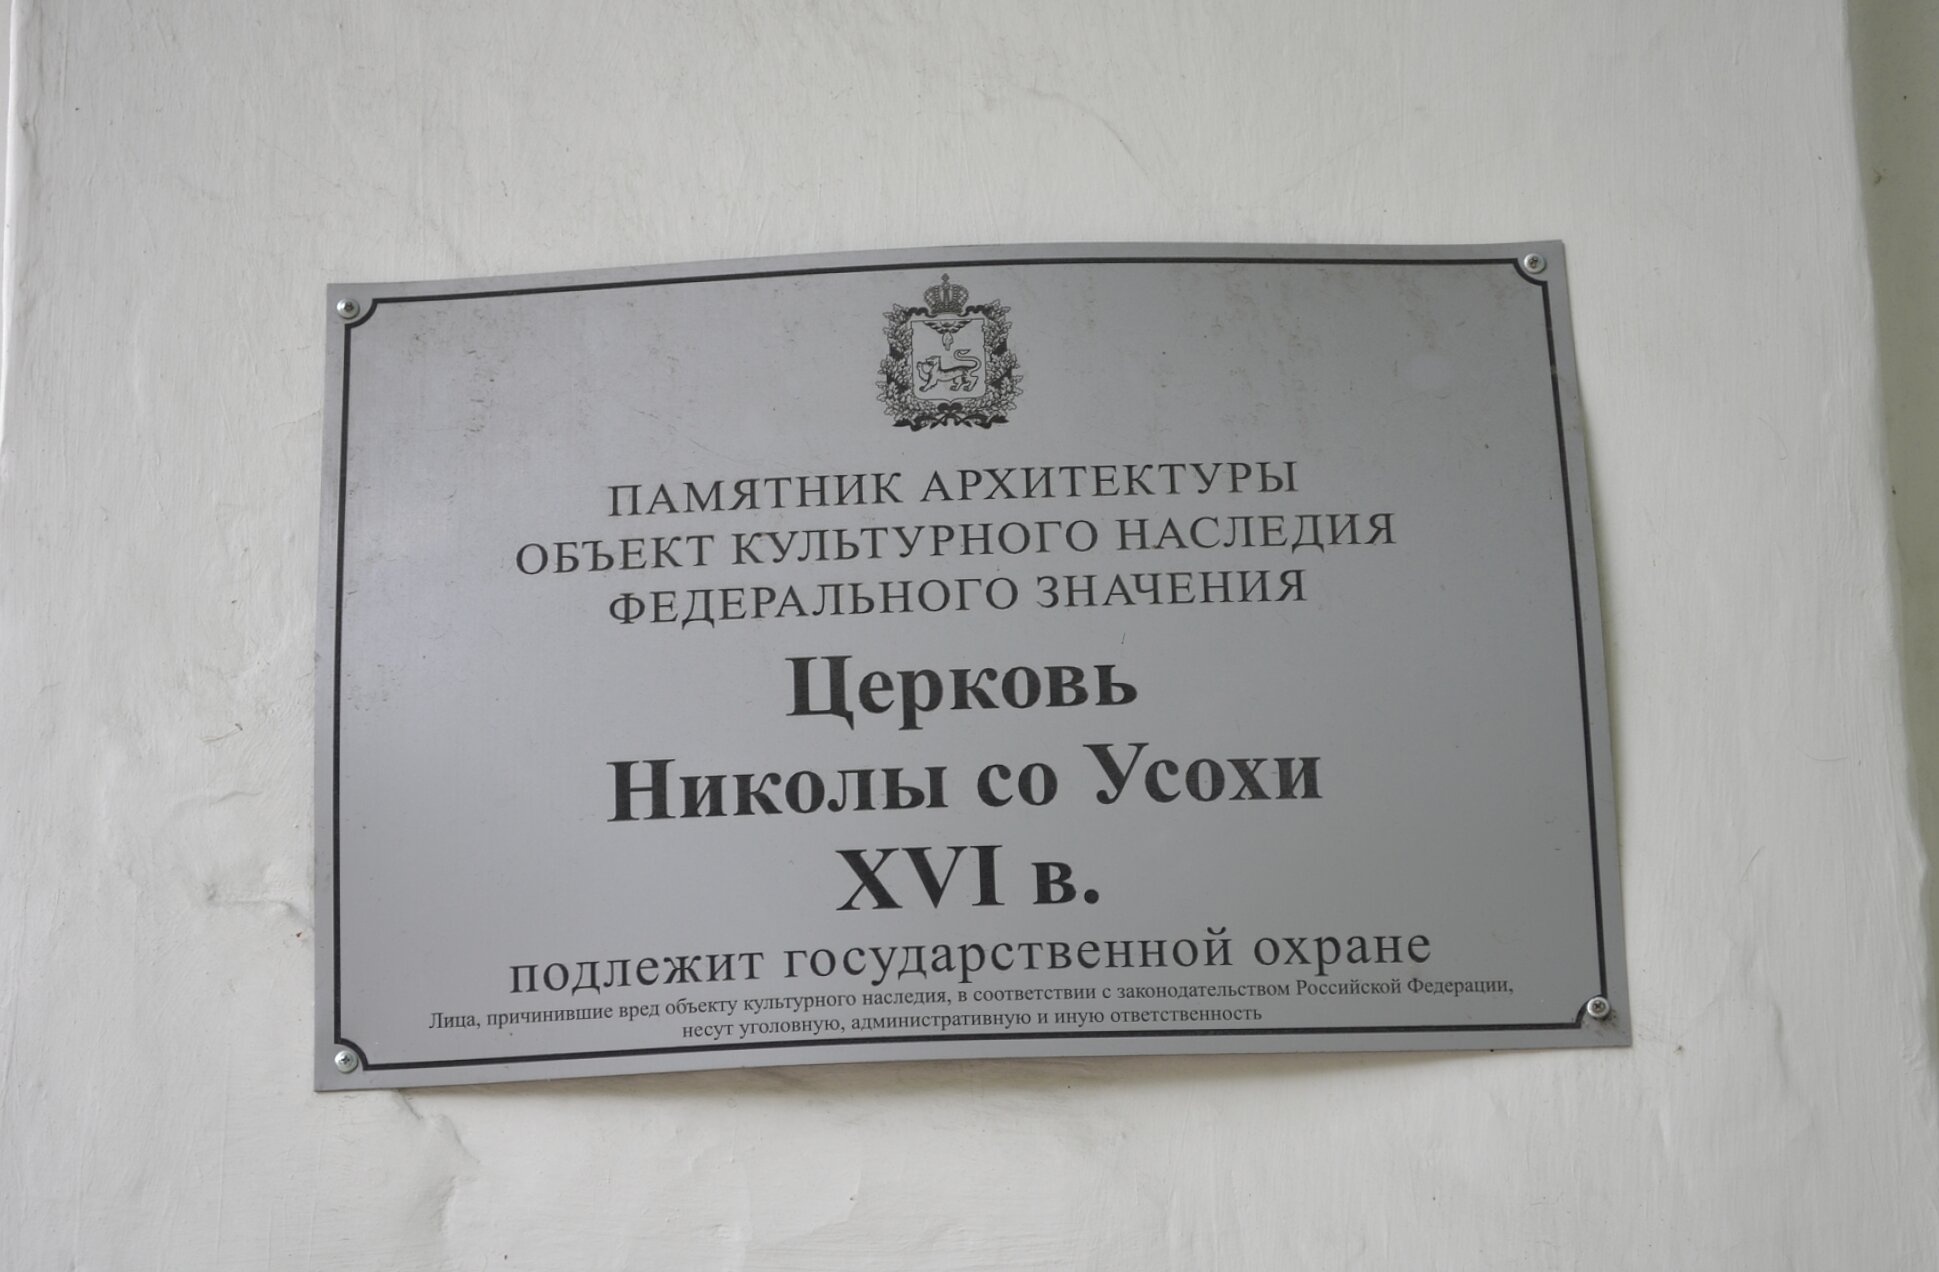 ПАМЯТНИК АРХИТЕКТУРЫ
ОБЪЕКТ КУЛЬТУРНОГО НАСЛЕДИЯ
ФЕДЕРАЛЬНОГО ЗНАЧЕНИЯ
Церковь
Николы со Усохи
XVI в.
подлежит государственной охране
Лица, причинившие вред объекту культурного наследия, в соответствии с законодательством Российской Федерации,
несут уголовную, административную и иную ответственность